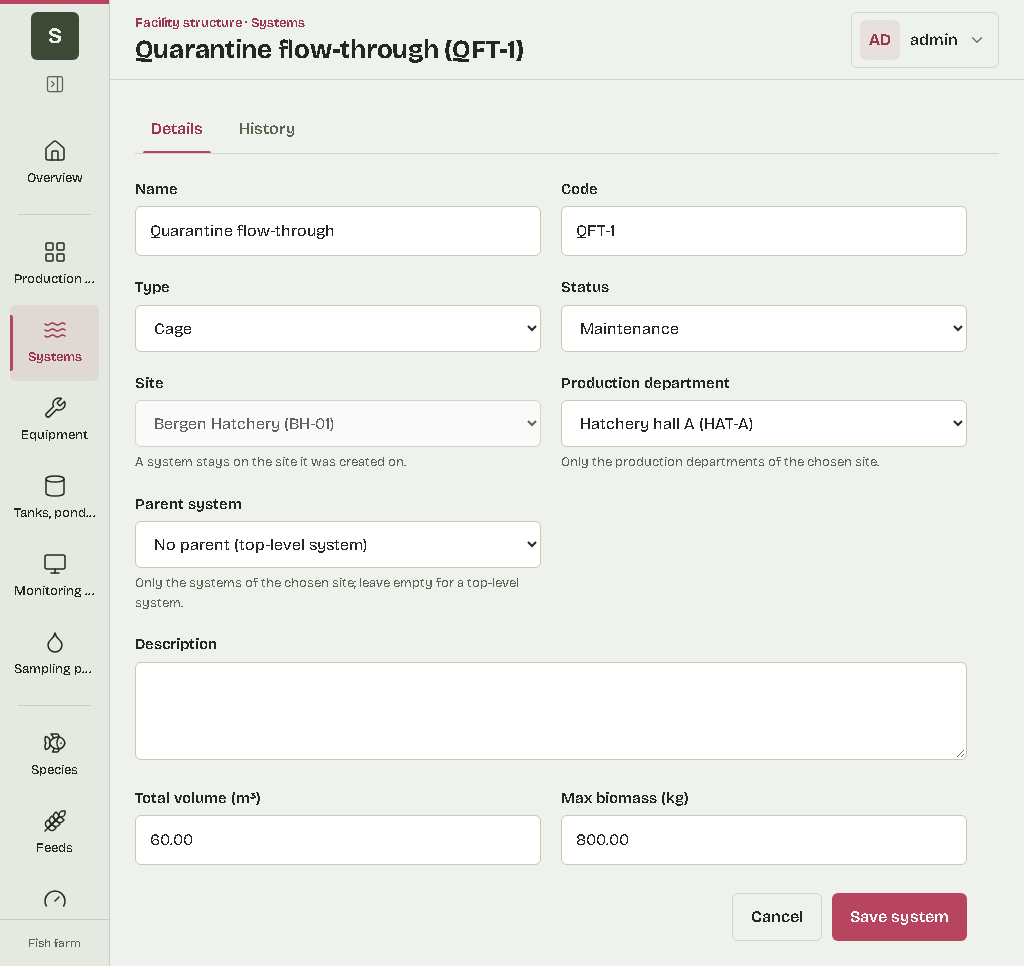 S
Facility structure · Systems
Quarantine flow-through (QFT-1)
AD
admin
Overview
Production ...
Systems
Equipment
Tanks, pond...
Monitoring ...
Sampling p...
Species
Feeds
Fish farm
Details
History
Name
Code
Quarantine flow-through
QFT-1
Type
Status
Cage
Maintenance
Site
Production department
Bergen Hatchery (BH-01)
Hatchery hall A (HAT-A)
A system stays on the site it was created on.
Only the production departments of the chosen site.
Parent system
No parent (top-level system)
Only the systems of the chosen site; leave empty for a top-level
system.
Description
Total volume (m³)
Max biomass (kg)
60.00
800.00
Cancel
Save system